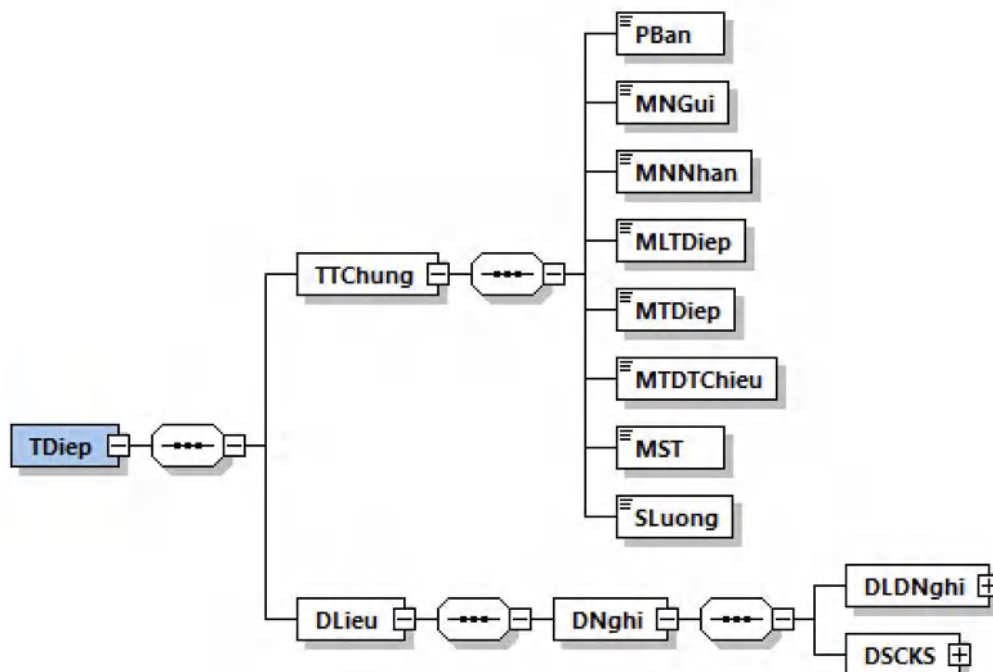 PBan
MNGui
MNNhan
MLTDiep
TTChung
MTDiep
MTDTChieu
TDiep
MST
SLuong
DLDNghi
DLieu
DNghi
DSCKS